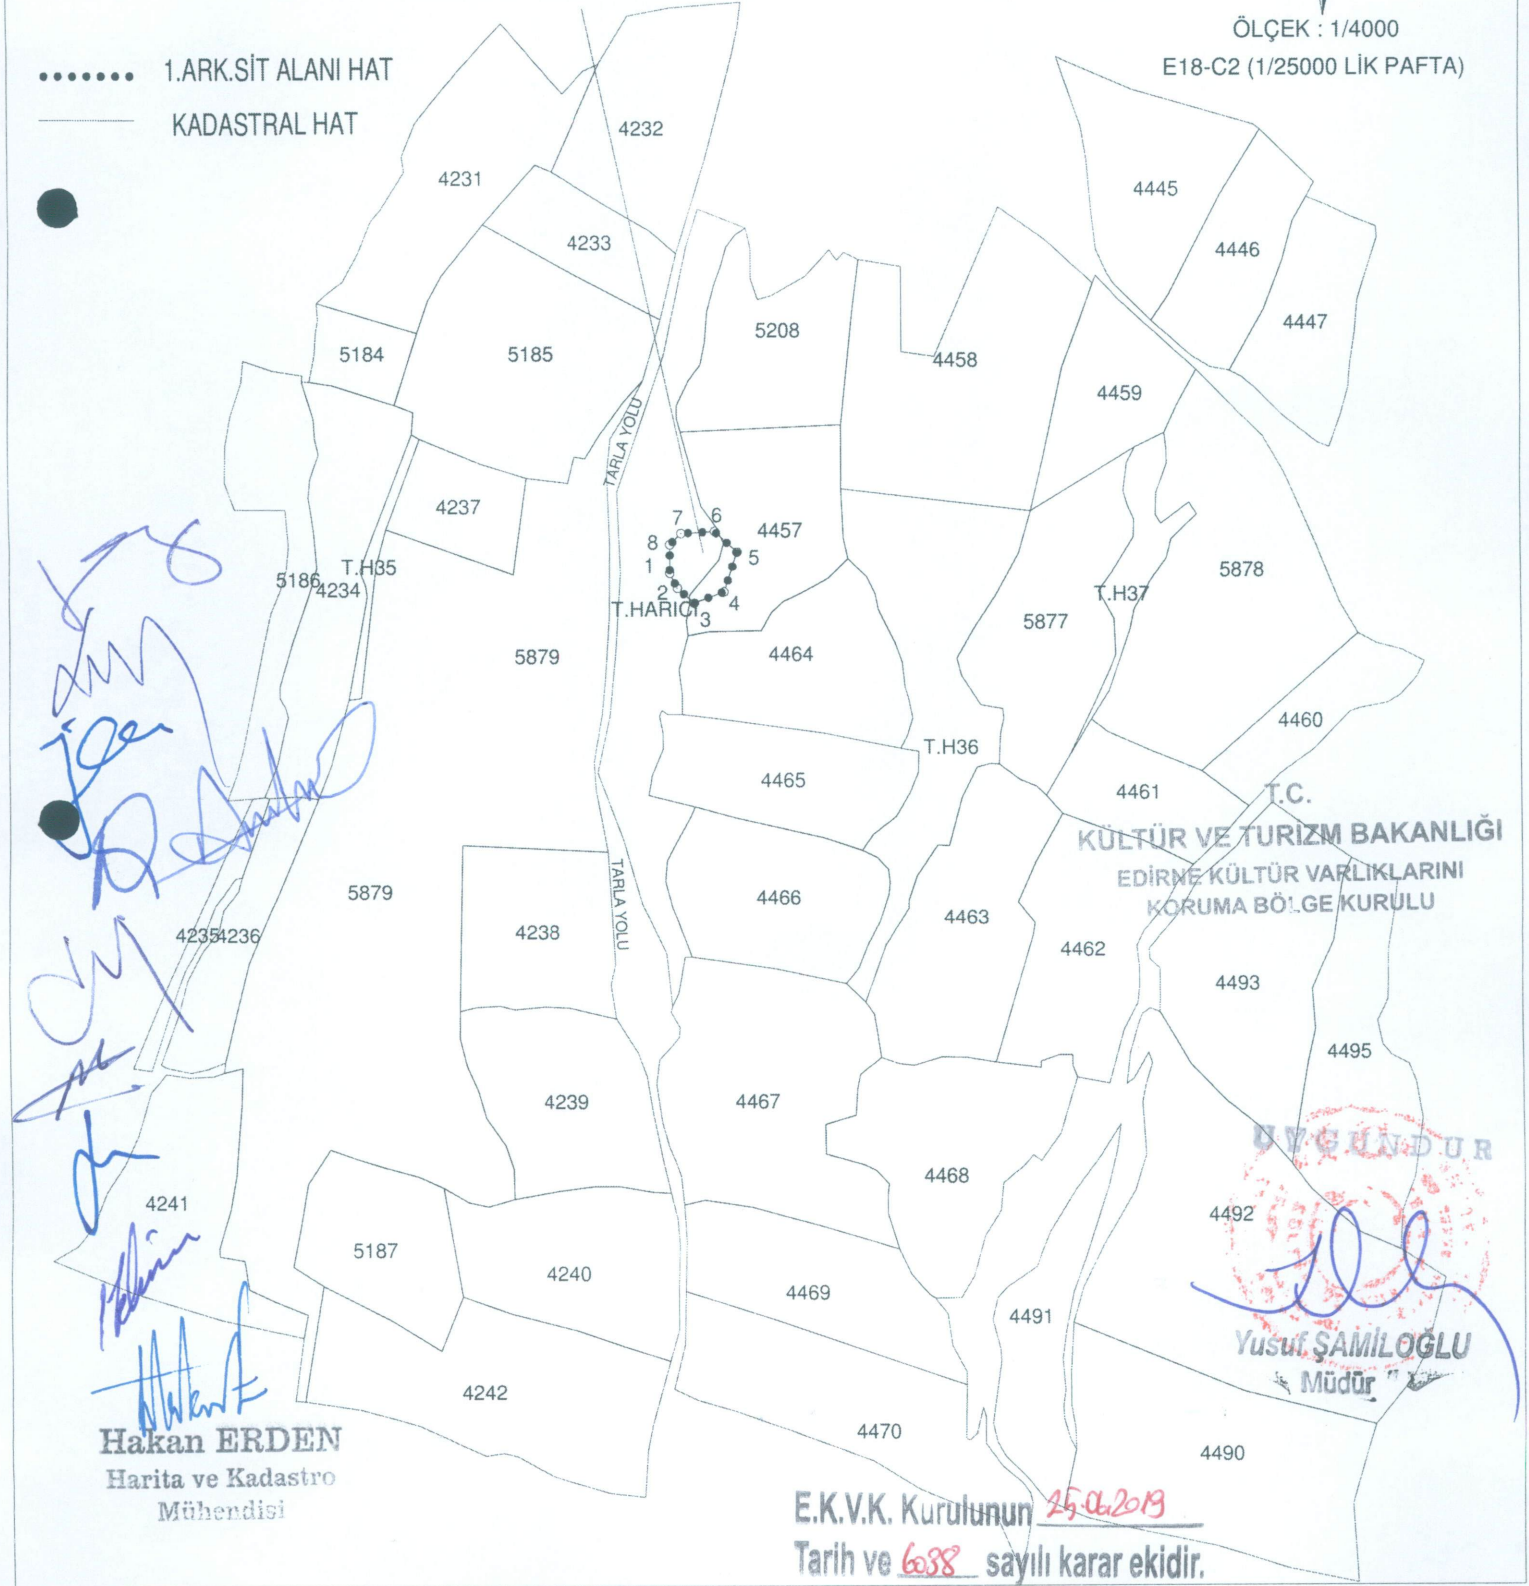 ÖLÇEK : 1/4000
E18-C2 (1/25000 LİK PAFTA)
1.ARK.SİT ALANI HAT
KADASTRAL HAT
4232
4231
4445
4233
4446
4447
5208
5184
5185
4458
4459
TARLA YOLU
4237
7
6
4457
8
5
1
5186
4234
T.H35
2
T.HARICI
3
4
T.H37
5878
5877
5879
4464
4460
T.H36
4465
4461
T.C.
KÜLTÜR VE TURIZM BAKANLIĞI
EDİRNE KÜLTÜR VARLIKLARINI
KORUMA BÖLGE KURULU
5879
TARLA YOLU
4466
4463
4235
4236
4238
4462
4493
4495
4239
4467
UYGUNDUR
4468
4241
4492
5187
4240
4469
4491
Yusuf ŞAMİLOĞLU
Müdür
4242
4470
4490
Hakan ERDEN
Harita ve Kadastro
Mühendisi
E.K.V.K. Kurulunun 25.06.2019
Tarih ve 6038 sayılı karar ekidir.